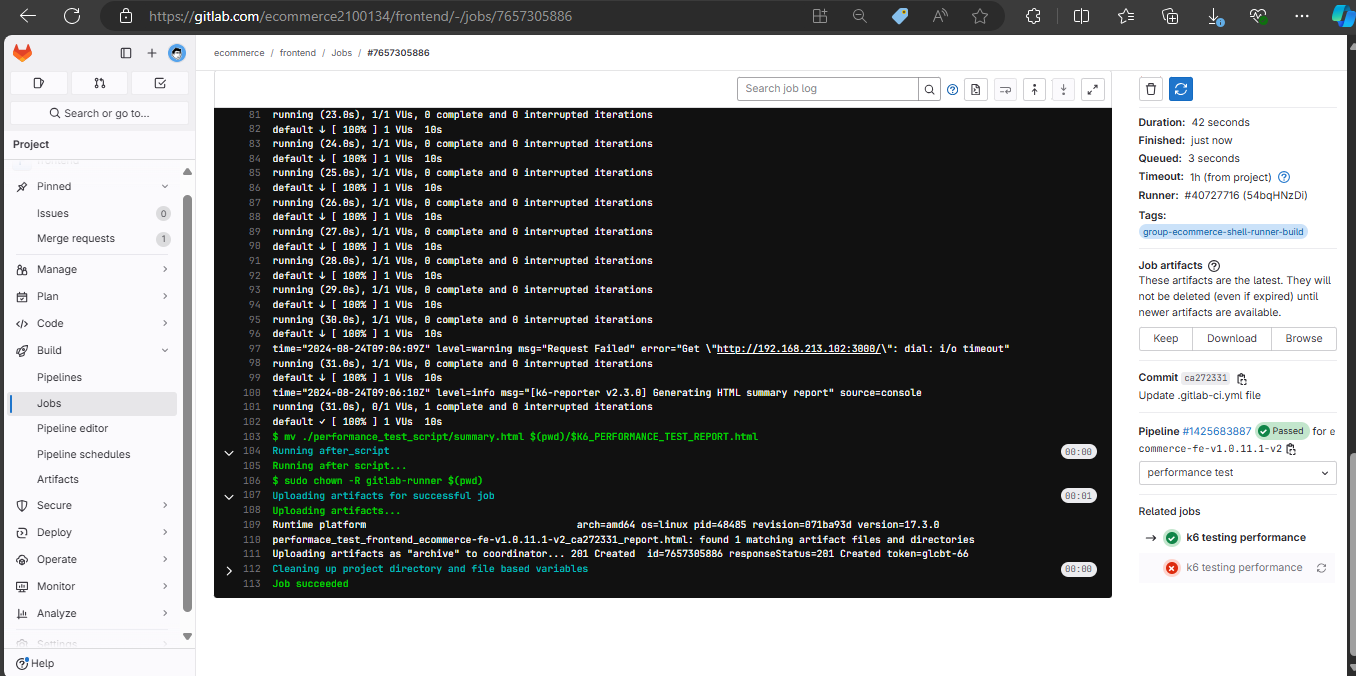 https://gitlab.com/ecommerce2100134/frontend/-/jobs/7657305886
ecommerce / frontend / Jobs / #7657305886
Search or go to...
Project
Pinned
Issues 0
Merge requests 1
Manage
Plan
Code
Build
Pipelines
Jobs
Pipeline editor
Pipeline schedules
Artifacts
Secure
Deploy
Operate
Monitor
Analyze
Settings
Help
Search job log
81 running (23.0s), 1/1 VUs, 0 complete and 0 interrupted iterations
82 default ↓ [ 100% ] 1 VUs  10s
83 running (24.0s), 1/1 VUs, 0 complete and 0 interrupted iterations
84 default ↓ [ 100% ] 1 VUs  10s
85 running (25.0s), 1/1 VUs, 0 complete and 0 interrupted iterations
86 default ↓ [ 100% ] 1 VUs  10s
87 running (26.0s), 1/1 VUs, 0 complete and 0 interrupted iterations
88 default ↓ [ 100% ] 1 VUs  10s
89 running (27.0s), 1/1 VUs, 0 complete and 0 interrupted iterations
90 default ↓ [ 100% ] 1 VUs  10s
91 running (28.0s), 1/1 VUs, 0 complete and 0 interrupted iterations
92 default ↓ [ 100% ] 1 VUs  10s
93 running (29.0s), 1/1 VUs, 0 complete and 0 interrupted iterations
94 default ↓ [ 100% ] 1 VUs  10s
95 running (30.0s), 1/1 VUs, 0 complete and 0 interrupted iterations
96 default ↓ [ 100% ] 1 VUs  10s
97 time="2024-08-24T09:06:09Z" level=warning msg="Request Failed" error="Get \"http://192.168.213.102:3000/\": dial: i/o timeout"
98 running (31.0s), 1/1 VUs, 0 complete and 0 interrupted iterations
99 default ↓ [ 100% ] 1 VUs  10s
100 time="2024-08-24T09:06:10Z" level=info msg="[k6-reporter v2.3.0] Generating HTML summary report" source=console
101 running (31.0s), 0/1 VUs, 1 complete and 0 interrupted iterations
102 default ✓ [ 100% ] 1 VUs  10s
103 $ mv ./performance_test_script/summary.html $(pwd)/$K6_PERFORMANCE_TEST_REPORT.html
104 Running after_script 00:00
105 Running after script...
106 $ sudo chown -R gitlab-runner $(pwd)
107 Uploading artifacts for successful job 00:01
108 Uploading artifacts...
109 Runtime platform arch=amd64 os=linux pid=48485 revision=071ba93d version=17.3.0
110 performace_test_frontend_ecommerce-fe-v1.0.11.1-v2_ca272331_report.html: found 1 matching artifact files and directories
111 Uploading artifacts as "archive" to coordinator... 201 Created  id=7657305886 responseStatus=201 Created token=glcbt-66
112 Cleaning up project directory and file based variables 00:00
113 Job succeeded
Duration: 42 seconds
Finished: just now
Queued: 3 seconds
Timeout: 1h (from project)
Runner: #40727716 (54bqHNzDi)
Tags:
group-ecommerce-shell-runner-build
Job artifacts
These artifacts are the latest. They will
not be deleted (even if expired) until
newer artifacts are available.
Keep Download Browse
Commit ca272331
Update .gitlab-ci.yml file
Pipeline #1425683887 Passed for e
commerce-fe-v1.0.11.1-v2
performance test
Related jobs
→ k6 testing performance
k6 testing performance